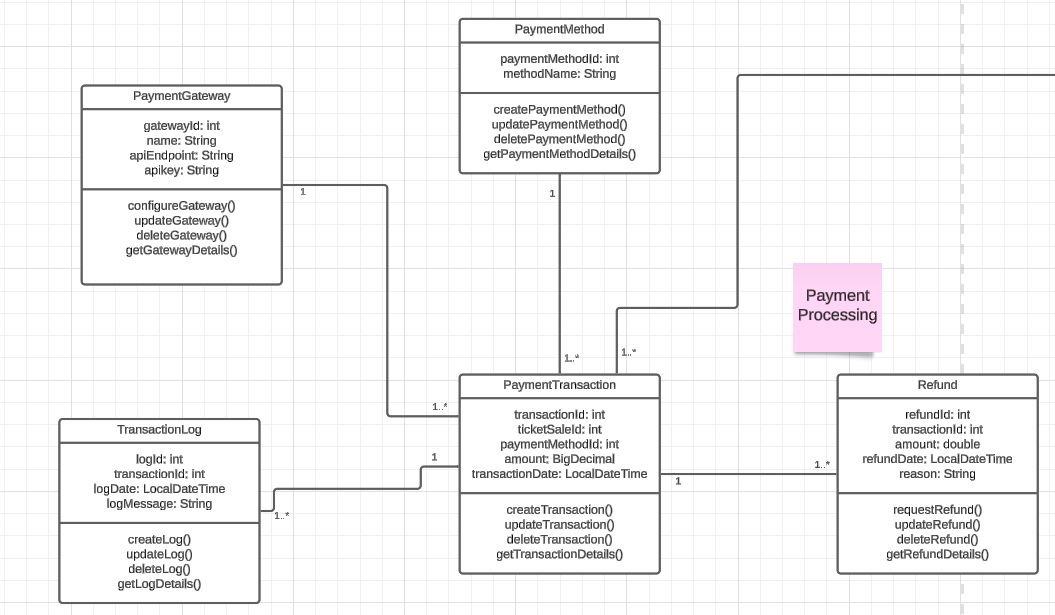 PaymentMethod
paymentMethodId: int
methodName: String
createPaymentMethod()
updatePaymentMethod()
deletePaymentMethod()
getPaymentMethodDetails()
PaymentGateway
gatewayId: int
name: String
apiEndpoint: String
apikey: String
configureGateway()
updateGateway()
deleteGateway()
getGatewayDetails()
1
1
Payment
Processing
1..*
1..*
1..*
PaymentTransaction
transactionId: int
ticketSaleId: int
paymentMethodId: int
amount: BigDecimal
transactionDate: LocalDateTime
createTransaction()
updateTransaction()
deleteTransaction()
getTransactionDetails()
Refund
refundId: int
transactionId: int
amount: double
refundDate: LocalDateTime
reason: String
requestRefund()
updateRefund()
deleteRefund()
getRefundDetails()
1..*
1
TransactionLog
logId: int
transactionId: int
logDate: LocalDateTime
logMessage: String
createLog()
updateLog()
deleteLog()
getLogDetails()
1
1..*